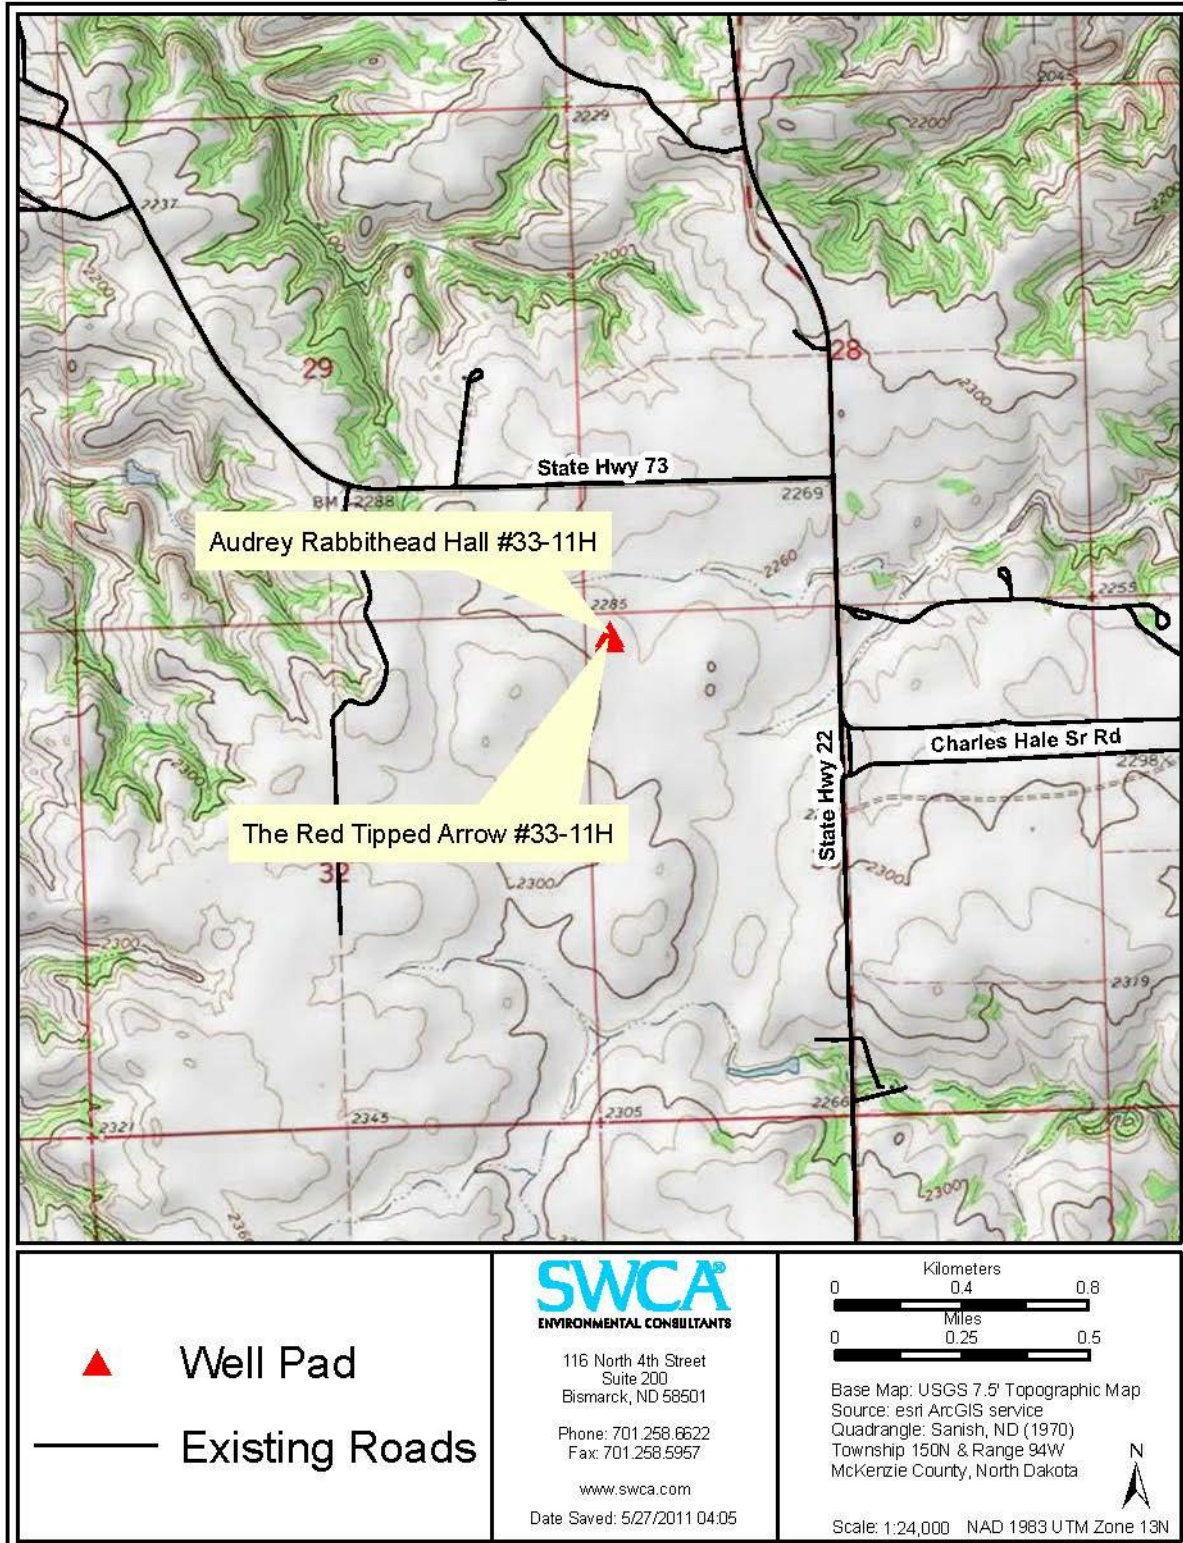 2045
2229
2200
2237
2200
2200
2200
28
29
2300
State Hwy 73
2269
BM 2288
Audrey Rabbithead Hall #33-11H
2260
2285
2255
2300
State Hwy 22
Charles Hale Sr Rd
2298
The Red Tipped Arrow #33-11H
32
2300
2300
2300
2319
2266
2305
2345
2321
2300
Well Pad
Existing Roads
SWCA®
ENVIRONMENTAL CONSULTANTS
116 North 4th Street
Suite 200
Bismarck, ND 58501
Phone: 701.258.6622
Fax: 701.258.5957
www.swca.com
Date Saved: 5/27/2011 04:05
Kilometers
0 0.4 0.8
Miles
0 0.25 0.5
Base Map: USGS 7.5' Topographic Map
Source: esri ArcGIS service
Quadrangle: Sanish, ND (1970)
Township 150N & Range 94W
McKenzie County, North Dakota
N
Scale: 1:24,000 NAD 1983 UTM Zone 13N